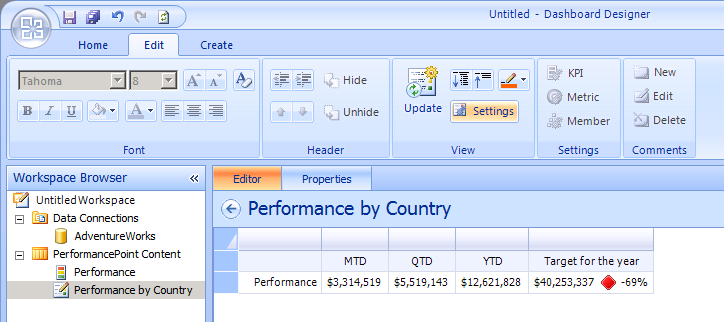 Untitled - Dashboard Designer
Home Edit Create
Tahoma 8 Hide KPI New
Update Metric Edit
B I U A Unhide Settings Member Delete
Font Header View Settings Comments
Workspace Browser « Editor Properties
Untitled Workspace
Data Connections
AdventureWorks
PerformancePoint Content
Performance
Performance by Country
Performance by Country
MTD QTD YTD Target for the year
Performance $3,314,519 $5,519,143 $12,621,828 $40,253,337 -69%